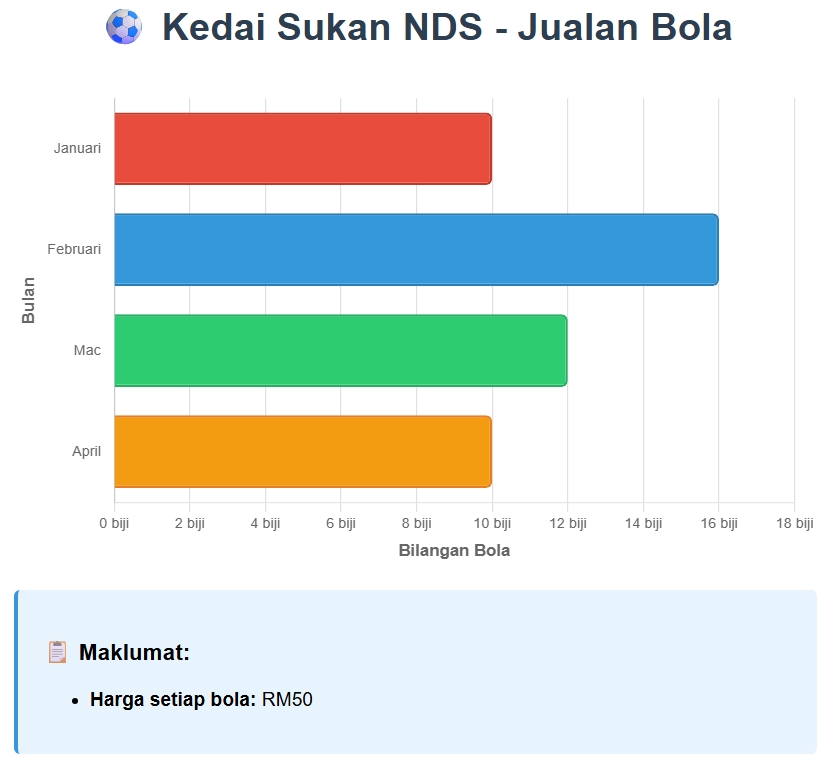 Kedai Sukan NDS - Jualan Bola
Januari
Februari
Mac
April
Bulan
0 biji 2 biji 4 biji 6 biji 8 biji 10 biji 12 biji 14 biji 16 biji 18 biji
Bilangan Bola
Maklumat:
• Harga setiap bola: RM50